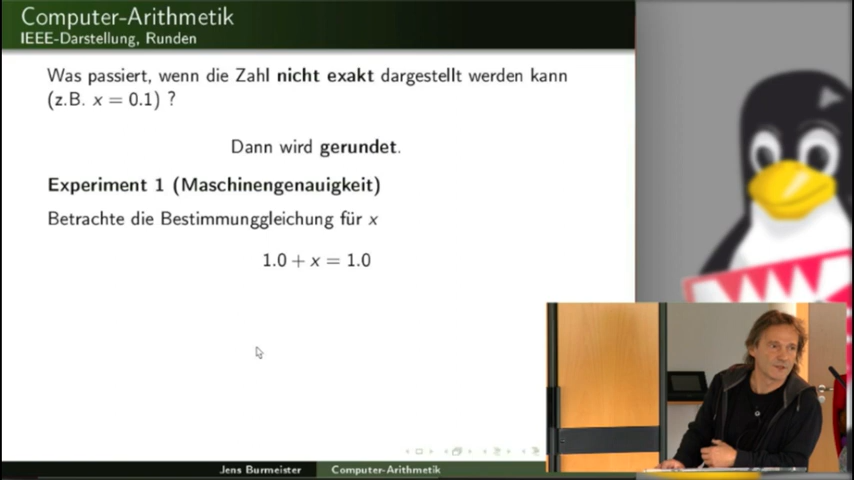 Computer-Arithmetik
IEEE-Darstellung, Runden
Was passiert, wenn die Zahl nicht exakt dargestellt werden kann
(z.B. x = 0.1) ?
Dann wird gerundet.
Experiment 1 (Maschinengenauigkeit)
Betrachte die Bestimmunggleichung für x
1.0 + x = 1.0
Jens Burmeister
Computer-Arithmetik